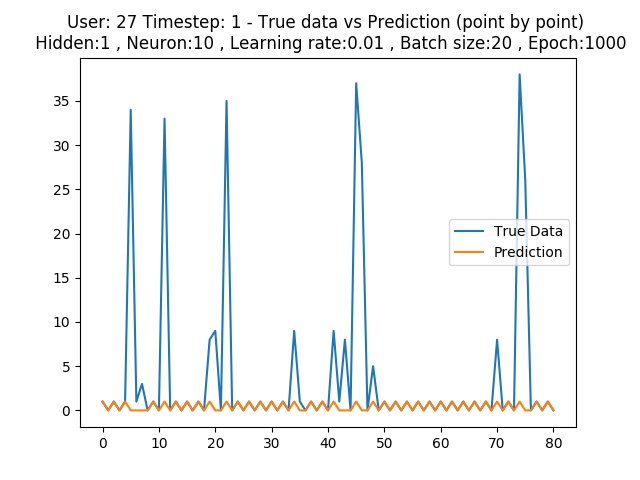 User: 27 Timestep: 1 - True data vs Prediction (point by point)
Hidden:1 , Neuron:10 , Learning rate:0.01 , Batch size:20 , Epoch:1000
35
30
25
20
15
10
5
0
True Data
Prediction
0 10 20 30 40 50 60 70 80